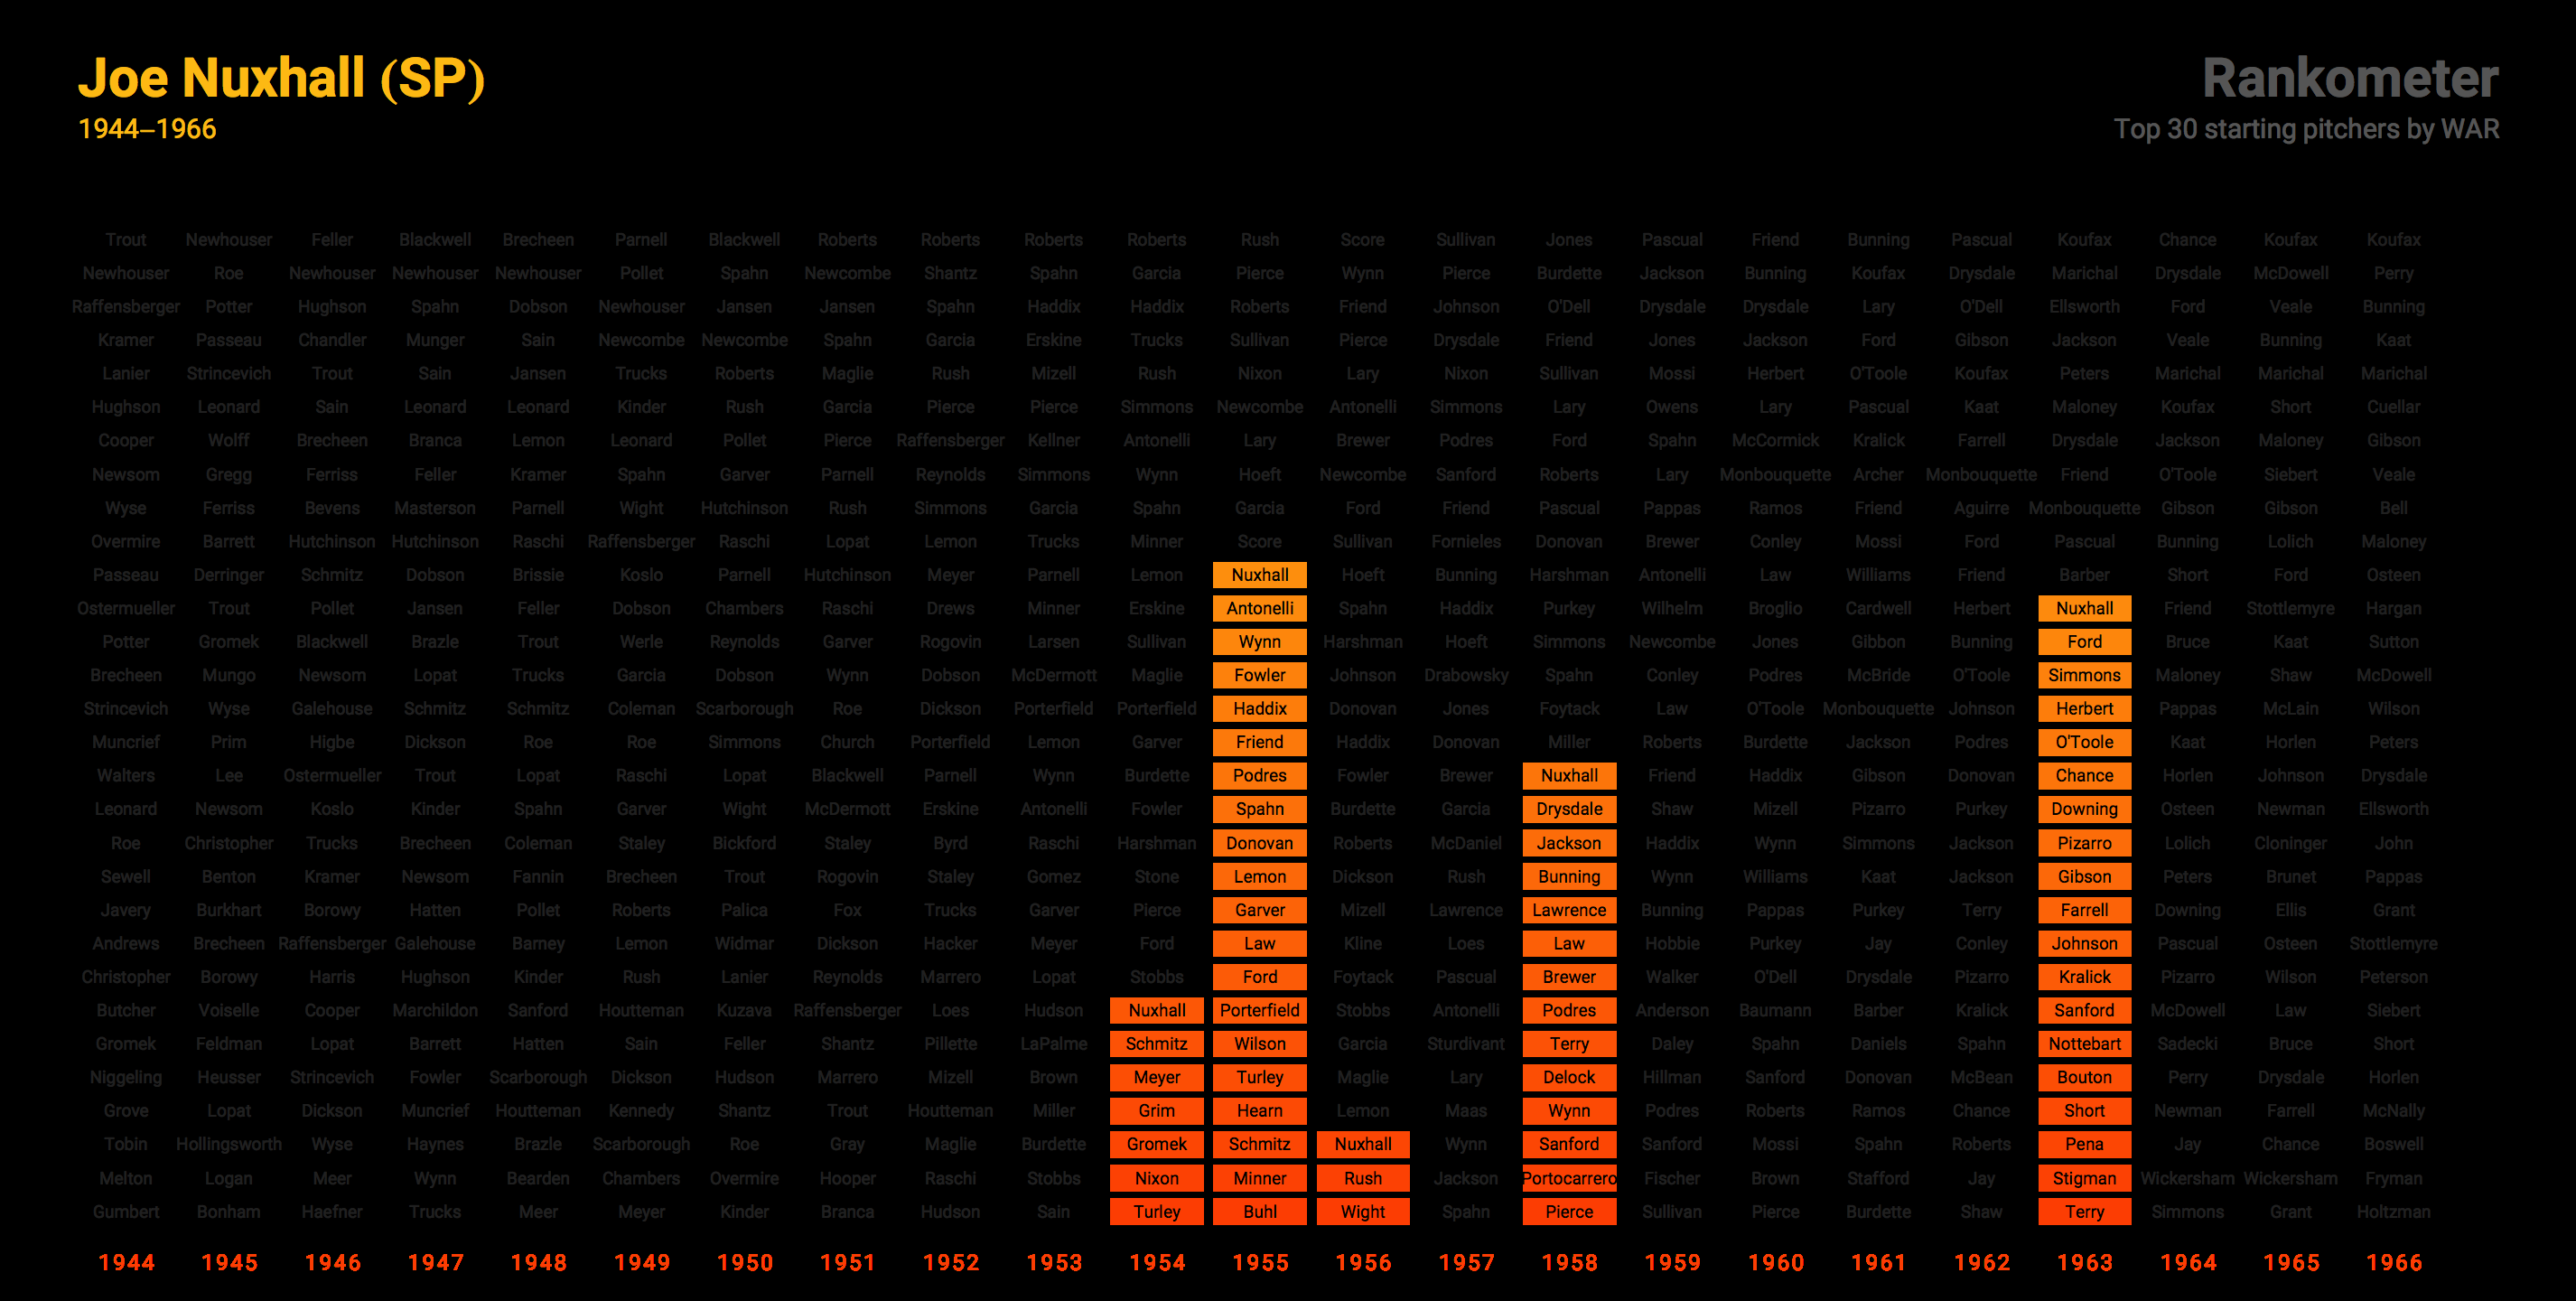 Joe Nuxhall (SP)
1944–1966
Rankometer
Top 30 starting pitchers by WAR
Trout Newhouser Feller Blackwell Brecheen Parnell Blackwell Roberts Roberts Roberts Roberts Rush Score Sullivan Jones Pascual Friend Bunning Pascual Koufax Chance Koufax Koufax
Newhouser Roe Newhouser Newhouser Newhouser Pollet Spahn Newcombe Shantz Spahn Garcia Pierce Wynn Pierce Burdette Jackson Bunning Koufax Drysdale Marichal Drysdale McDowell Perry
Raffensberger Potter Hughson Spahn Dobson Newhouser Jansen Jansen Spahn Haddix Haddix Roberts Friend Johnson O'Dell Drysdale Drysdale Lary O'Dell Ellsworth Ford Veale Bunning
Kramer Passeau Chandler Munger Sain Newcombe Newcombe Spahn Garcia Erskine Trucks Sullivan Pierce Drysdale Friend Jones Jackson Ford Gibson Jackson Veale Bunning Kaat
Lanier Strincevich Trout Sain Jansen Trucks Roberts Maglie Rush Mizell Rush Nixon Lary Nixon Sullivan Mossi Herbert O'Toole Koufax Peters Marichal Marichal Marichal
Hughson Leonard Sain Leonard Leonard Kinder Rush Garcia Pierce Pierce Simmons Newcombe Antonelli Simmons Lary Owens Lary Pascual Kaat Maloney Koufax Short Cuellar
Cooper Wolff Brecheen Branca Lemon Leonard Pollet Pierce Raffensberger Kellner Antonelli Lary Brewer Podres Ford Spahn McCormick Kralick Farrell Drysdale Jackson Maloney Gibson
Newsom Gregg Ferriss Feller Kramer Spahn Garver Parnell Reynolds Simmons Wynn Hoeft Newcombe Sanford Roberts Lary Monbouquette Archer Monbouquette Friend O'Toole Siebert Veale
Wyse Ferriss Bevens Masterson Parnell Wight Hutchinson Rush Simmons Garcia Spahn Garcia Ford Friend Pascual Pappas Ramos Friend Aguirre Monbouquette Gibson Gibson Bell
Overmire Barrett Hutchinson Hutchinson Raschi Raffensberger Raschi Lopat Lemon Trucks Minner Score Sullivan Fornieles Donovan Brewer Conley Mossi Ford Pascual Bunning Lolich Maloney
Passeau Derringer Schmitz Dobson Brissie Koslo Parnell Hutchinson Meyer Parnell Lemon Nuxhall Hoeft Bunning Harshman Antonelli Law Williams Friend Barber Short Ford Osteen
Ostermueller Trout Pollet Jansen Feller Dobson Chambers Raschi Drews Minner Erskine Antonelli Spahn Haddix Purkey Wilhelm Broglio Cardwell Herbert Nuxhall Friend Stottlemyre Hargan
Potter Gromek Blackwell Brazle Trout Werle Reynolds Garver Rogovin Larsen Sullivan Wynn Harshman Hoeft Simmons Newcombe Jones Gibbon Bunning Ford Bruce Kaat Sutton
Brecheen Mungo Newsom Lopat Trucks Garcia Dobson Wynn Dobson McDermott Maglie Fowler Johnson Drabowsky Spahn Conley Podres McBride O'Toole Simmons Maloney Shaw McDowell
Strincevich Wyse Galehouse Schmitz Schmitz Coleman Scarborough Roe Dickson Porterfield Porterfield Haddix Donovan Jones Foytack Law O'Toole Monbouquette Johnson Herbert Pappas McLain Wilson
Muncrief Prim Higbe Dickson Roe Roe Simmons Church Porterfield Lemon Garver Friend Haddix Donovan Miller Roberts Burdette Jackson Podres O'Toole Kaat Horlen Peters
Walters Lee Ostermueller Trout Lopat Raschi Lopat Blackwell Parnell Wynn Burdette Podres Fowler Brewer Nuxhall Friend Haddix Gibson Donovan Chance Horlen Johnson Drysdale
Leonard Newsom Koslo Kinder Spahn Garver Wight McDermott Erskine Antonelli Fowler Spahn Burdette Garcia Drysdale Shaw Mizell Pizarro Purkey Downing Osteen Newman Ellsworth
Roe Christopher Trucks Brecheen Coleman Staley Bickford Staley Byrd Raschi Harshman Donovan Roberts McDaniel Jackson Haddix Wynn Simmons Jackson Pizarro Lolich Cloninger John
Sewell Benton Kramer Newsom Fannin Brecheen Trout Rogovin Staley Gomez Stone Lemon Dickson Rush Bunning Wynn Williams Kaat Jackson Gibson Peters Brunet Pappas
Javery Burkhart Borowy Hatten Pollet Roberts Palica Fox Trucks Garver Pierce Garver Mizell Lawrence Lawrence Bunning Pappas Purkey Terry Farrell Downing Ellis Grant
Andrews Brecheen Raffensberger Galehouse Barney Lemon Widmar Dickson Hacker Meyer Ford Law Kline Loes Law Hobbie Purkey Jay Conley Johnson Pascual Osteen Stottlemyre
Christopher Borowy Harris Hughson Kinder Rush Lanier Reynolds Marrero Lopat Stobbs Ford Foytack Pascual Brewer Walker O'Dell Drysdale Pizarro Kralick Pizarro Wilson Peterson
Butcher Voiselle Cooper Marchildon Sanford Houtteman Kuzava Raffensberger Loes Hudson Nuxhall Porterfield Stobbs Antonelli Podres Anderson Baumann Barber Kralick Sanford McDowell Law Siebert
Gromek Feldman Lopat Barrett Hatten Sain Feller Shantz Pillette LaPalme Schmitz Wilson Garcia Sturdivant Terry Daley Spahn Daniels Spahn Nottebart Sadecki Bruce Short
Niggeling Heusser Strincevich Fowler Scarborough Dickson Hudson Marrero Mizell Brown Meyer Turley Maglie Lary Delock Hillman Sanford Donovan McBean Bouton Perry Drysdale Horlen
Grove Lopat Dickson Muncrief Houtteman Kennedy Shantz Trout Houtteman Miller Grim Hearn Lemon Maas Wynn Podres Roberts Ramos Chance Short Newman Farrell McNally
Tobin Hollingsworth Wyse Haynes Brazle Scarborough Roe Gray Maglie Burdette Gromek Schmitz Nuxhall Wynn Sanford Sanford Mossi Spahn Roberts Pena Jay Chance Boswell
Melton Logan Meer Wynn Bearden Chambers Overmire Hooper Raschi Stobbs Nixon Minner Rush Jackson Portocarrero Fischer Brown Stafford Jay Stigman Wickersham Wickersham Fryman
Gumbert Bonham Haefner Trucks Meer Meyer Kinder Branca Hudson Sain Turley Buhl Wight Spahn Pierce Sullivan Pierce Burdette Shaw Terry Simmons Grant Holtzman
1944 1945 1946 1947 1948 1949 1950 1951 1952 1953 1954 1955 1956 1957 1958 1959 1960 1961 1962 1963 1964 1965 1966